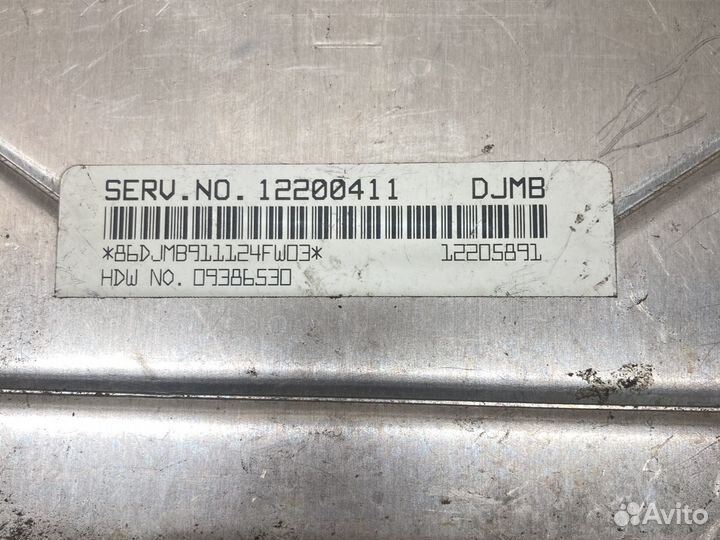 SERV.NO. 12200411 DJMB
*86DJMB911124FW03* 12205891
HDW NO. 09386530
Avito